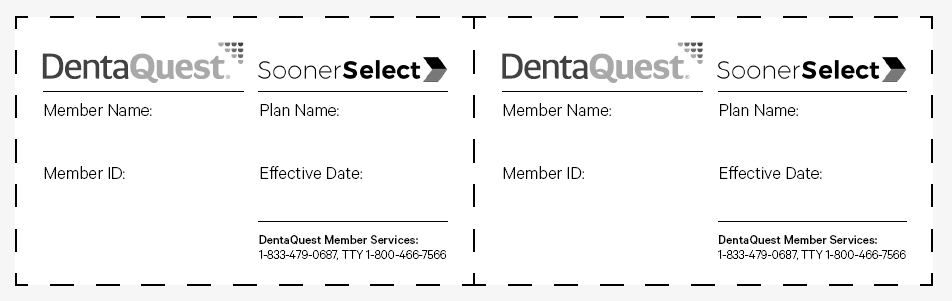 DentaQuest. SoonerSelect
Member Name: Plan Name:
Member ID: Effective Date:
DentaQuest Member Services:
1-833-479-0687, TTY 1-800-466-7566
DentaQuest. SoonerSelect
Member Name: Plan Name:
Member ID: Effective Date:
DentaQuest Member Services:
1-833-479-0687, TTY 1-800-466-7566